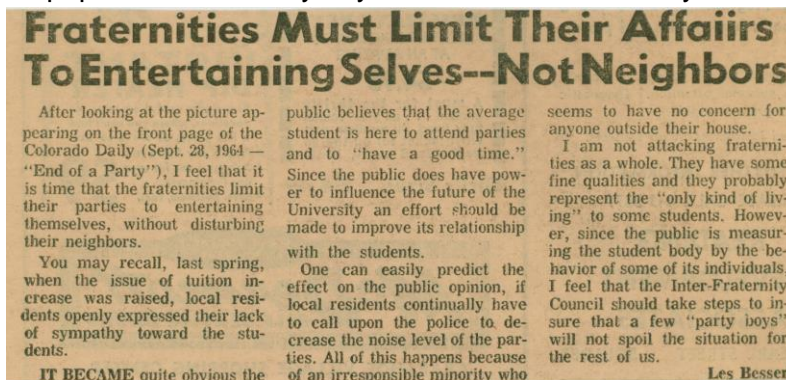 Fraternities Must Limit Their Affaiirs
To Entertaining Selves--Not Neighbors
After looking at the picture ap-
pearing on the front page of the
Colorado Daily (Sept. 28, 1964 —
"End of a Party"), I feel that it
is time that the fraternities limit
their parties to entertaining
themselves, without disturbing
their neighbors.
You may recall, last spring,
when the issue of tuition in-
crease was raised, local resi-
dents openly expressed their lack
of sympathy toward the stu-
dents.
IT BECAME quite obvious the
public believes that the average
student is here to attend parties
and to "have a good time."
Since the public does have pow-
er to influence the future of the
University an effort should be
made to improve its relationship
with the students.
One can easily predict the
effect on the public opinion, if
local residents continually have
to call upon the police to de-
crease the noise level of the par-
ties. All of this happens because
of an irresponsible minority who
seems to have no concern for
anyone outside their house.
I am not attacking fraterni-
ties as a whole. They have some
fine qualities and they probably
represent the "only kind of liv-
ing" to some students. Howev-
er, since the public is measur-
ing the student body by the be-
havior of some of its individuals,
I feel that the Inter-Fraternity
Council should take steps to in-
sure that a few "party boys"
will not spoil the situation for
the rest of us.
Les Besser